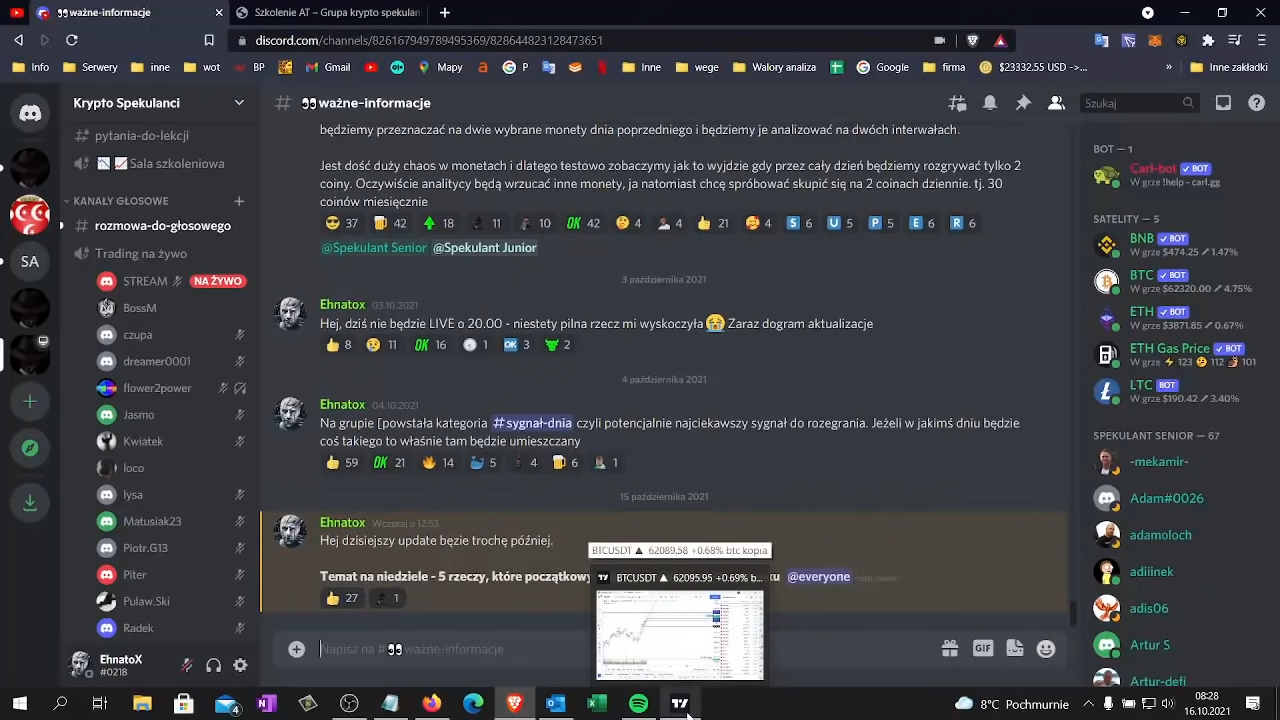 👀ważne-informacje
Szkolenie AT – Grupa krypto spekulan
discord.com/channels/826167949789495369/828644823128473651
Info
Serwery
inne
wot
BP
Gmail
Mapy
P
Inne
wege
Walory analiza
Google
firma
$23332.55 USD ->...
»
Inne zakładki
Krypto Spekulanci
# 👀ważne-informacje
Szukaj
pytania-do-lekcji
Sala szkoleniowa
KANAŁY GŁOSOWE
# rozmowa-do-głosowego
Trading na żywo
STREAM NA ŻYWO
BossM
czupa
dreamer0001
flower2power
Jasmo
Kwiatek
loco
lysa
Matusiak23
Piotr.G13
Piter
Pulaw.Ski
Radek
SA
EhnatoX
#0218
będziemy przeznaczać na dwie wybrane monety dnia poprzedniego i będziemy je analizować na dwóch interwałach.
Jest dość duży chaos w monetach i dlatego testowo zobaczymy jak to wyjdzie gdy przez cały dzień będziemy rozgrywać tylko 2
coiny. Oczywiście analitycy będą wrzucać inne monety, ja natomiast chcę spróbować skupić się na 2 coinach dziennie. tj. 30
coinów miesięcznie
37 42 18 11 10 OK 42 4 4 21 4 S 6 U 5 P 5 E 6 R 6
@Spekulant Senior @Spekulant Junior
3 października 2021
Ehnatox 03.10.2021
Hej, dziś nie będzie LIVE o 20.00 - niestety pilna rzecz mi wyskoczyła 😭 Zaraz dogram aktualizacje
8 11 OK 16 1 OK 3 2
4 października 2021
Ehnatox 04.10.2021
Na grupie [powstała kategoria # sygnał-dnia czyli potencjalnie najciekawszy sygnał do rozegrania. Jeżeli w jakimś dniu będzie
coś takiego to właśnie tam będzie umieszczany
59 OK 21 14 5 4 6 1
15 października 2021
Ehnatox Wczoraj o 12:53
Hej dzisiejszy update bęzie trochę później.
Temat na niedziele - 5 rzeczy, które początkowy
@everyone
27 1
BTCUSDT ▲ 62089.58 +0.68% btc kopia
BTCUSDT ▲ 62095.95 +0.69% b...
Napisz na #👀ważne-informacje
GIF
BOT — 1
Carl-bot ✓ BOT
W grze !help - carl.gg
SATELITY — 5
BNB ✓ BOT
W grze $474.25 1.47%
BTC ✓ BOT
W grze $62320.00 4.75%
ETH ✓ BOT
W grze $3871.85 0.67%
ETH Gas Price ✓ BOT
W grze ⚡ 123 112 101
LTC BOT
W grze $190.42 3.40%
SPEKULANT SENIOR — 67
-mekamir-
Adam#0026
adamoloch
adiiinek
adis06
Artur S
Artur-defi
8°C Pochmurnie
08:28
16.10.2021